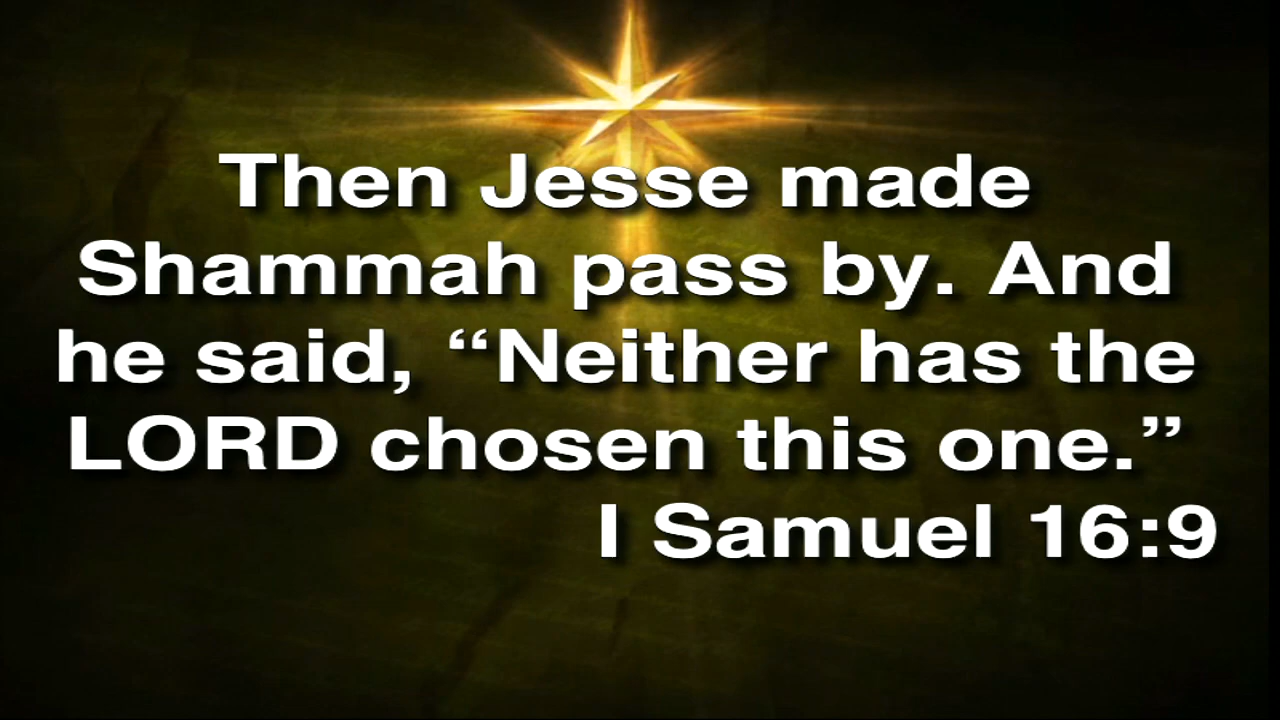 Then Jesse made
Shammah pass by. And
he said, “Neither has the
LORD chosen this one.”
I Samuel 16:9